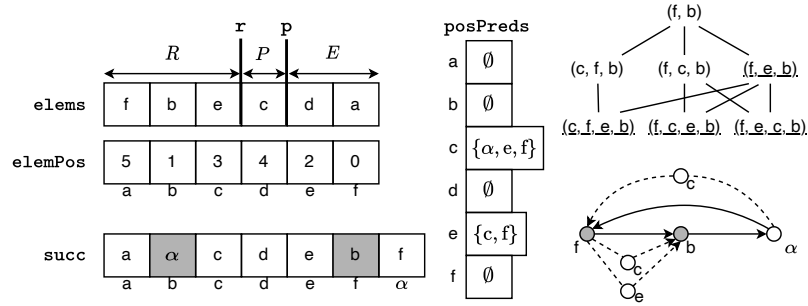 r p posPreds
R P E
elems f b e c d a
elemPos 5 1 3 4 2 0
a b c d e f
succ a α c d e b f
a b c d e f α
a ∅
b ∅
c {α,e,f}
d ∅
e {c,f}
f ∅
(f, b)
(c, f, b) (f, c, b) (f, e, b)
(c, f, e, b) (f, c, e, b) (f, e, c, b)
c
f b α
c
e